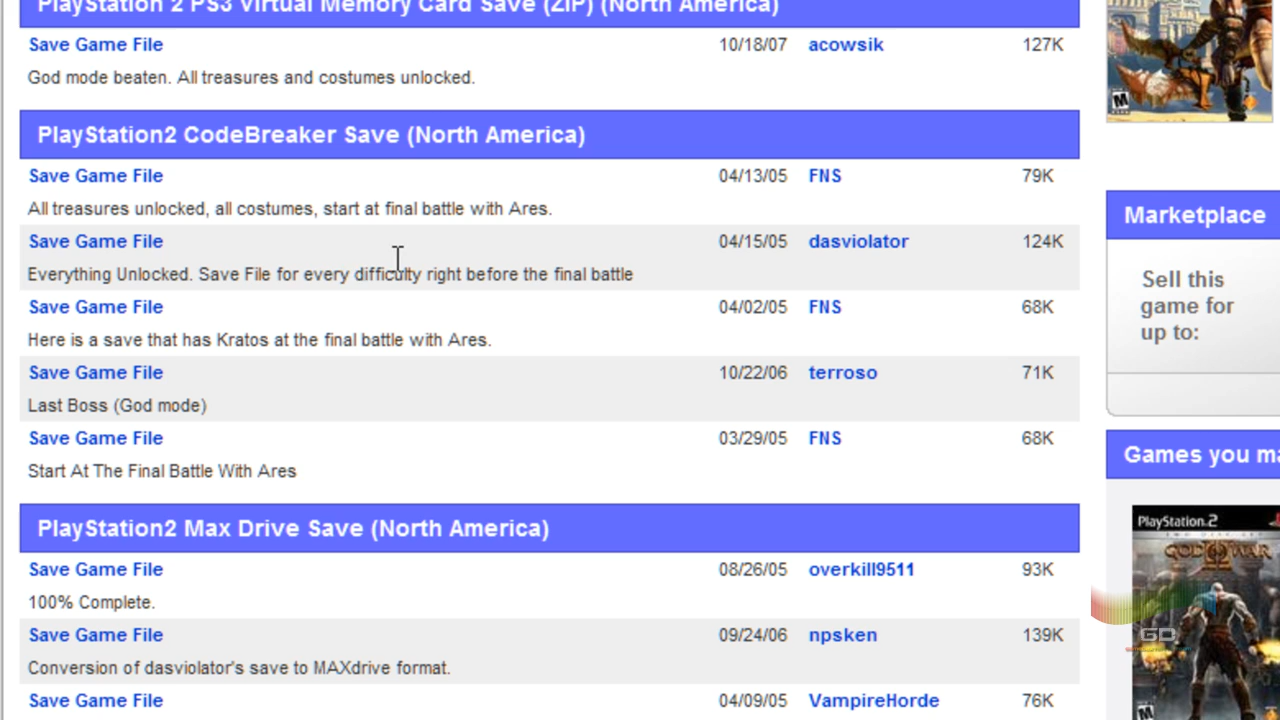 PlayStation 2 PS3 Virtual Memory Card Save (ZIP) (North America)
Save Game File 10/18/07 acowsik 127K
God mode beaten. All treasures and costumes unlocked.
PlayStation2 CodeBreaker Save (North America)
Save Game File 04/13/05 FNS 79K
All treasures unlocked, all costumes, start at final battle with Ares.
Save Game File 04/15/05 dasviolator 124K
Everything Unlocked. Save File for every difficulty right before the final battle
Save Game File 04/02/05 FNS 68K
Here is a save that has Kratos at the final battle with Ares.
Save Game File 10/22/06 terroso 71K
Last Boss (God mode)
Save Game File 03/29/05 FNS 68K
Start At The Final Battle With Ares
PlayStation2 Max Drive Save (North America)
Save Game File 08/26/05 overkill9511 93K
100% Complete.
Save Game File 09/24/06 npsken 139K
Conversion of dasviolator's save to MAXdrive format.
Save Game File 04/09/05 VampireHorde 76K
M
Marketplace
Sell this
game for
up to:
Games you ma
PlayStation.2
GOD WAR
II
GD
M